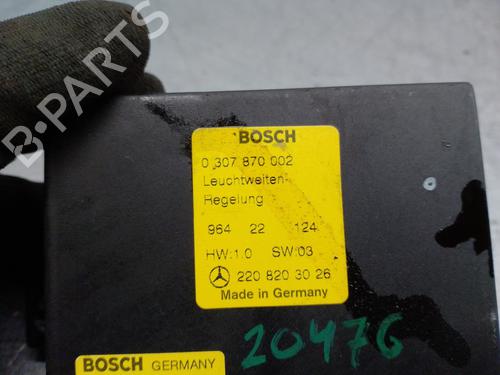 B-PARTS
BOSCH
0 307 870 002
Leuchtweiten-
Regelung
964 22 124
HW:1.0 SW:03
220 820 30 26
Made in Germany
20476
BOSCH GERMANY